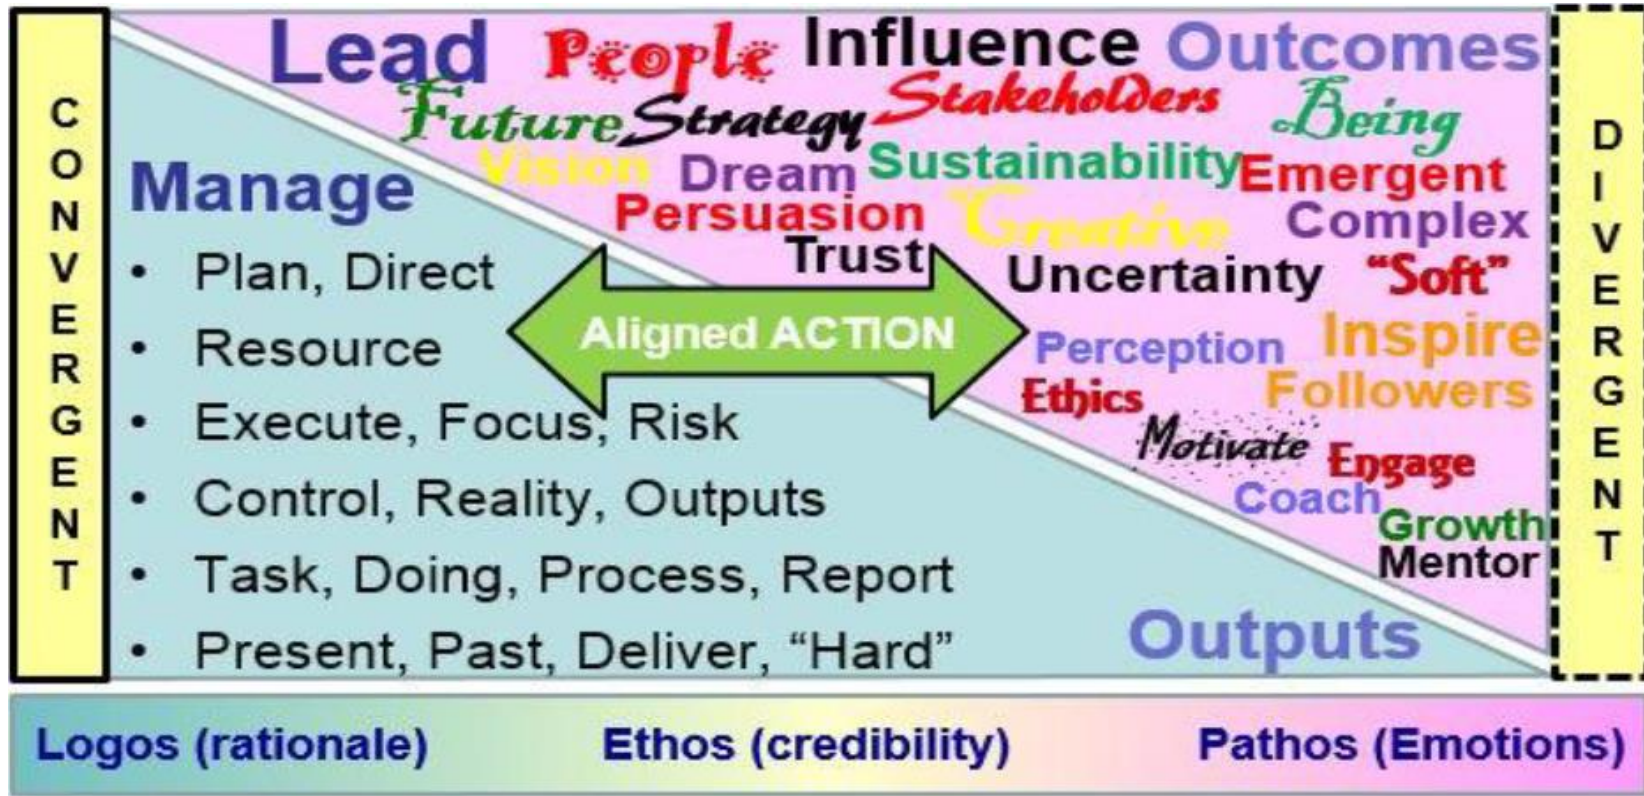 CONVERGENT
Lead People Influence Outcomes
Future Strategy Stakeholders Being
Vision Dream Sustainability Emergent
Persuasion Creative Complex
Trust Uncertainty “Soft”
Perception Inspire
Ethics Followers
Motivate Engage
Coach Growth
Mentor
Manage
• Plan, Direct
• Resource
• Execute, Focus, Risk
• Control, Reality, Outputs
• Task, Doing, Process, Report
• Present, Past, Deliver, “Hard”
Aligned ACTION
Outputs
DIVERGENT
Logos (rationale) Ethos (credibility) Pathos (Emotions)